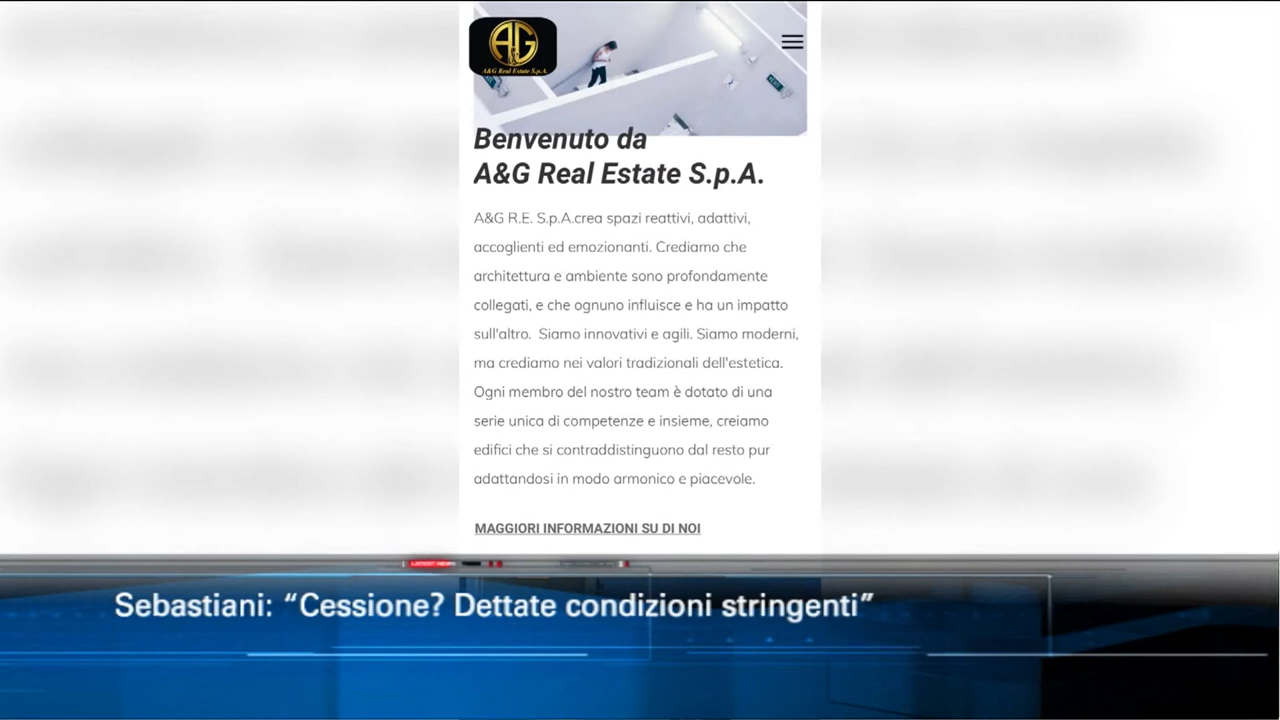 AG
A&G Real Estate S.p.A.
Benvenuto da
A&G Real Estate S.p.A.
A&G R.E. S.p.A.crea spazi reattivi, adattivi,
accoglienti ed emozionanti. Crediamo che
architettura e ambiente sono profondamente
collegati, e che ognuno influisce e ha un impatto
sull'altro.  Siamo innovativi e agili. Siamo moderni,
ma crediamo nei valori tradizionali dell'estetica.
Ogni membro del nostro team è dotato di una
serie unica di competenze e insieme, creiamo
edifici che si contraddistinguono dal resto pur
adattandosi in modo armonico e piacevole.
MAGGIORI INFORMAZIONI SU DI NOI
LATEST NEWS
Sebastiani: “Cessione? Dettate condizioni stringenti”